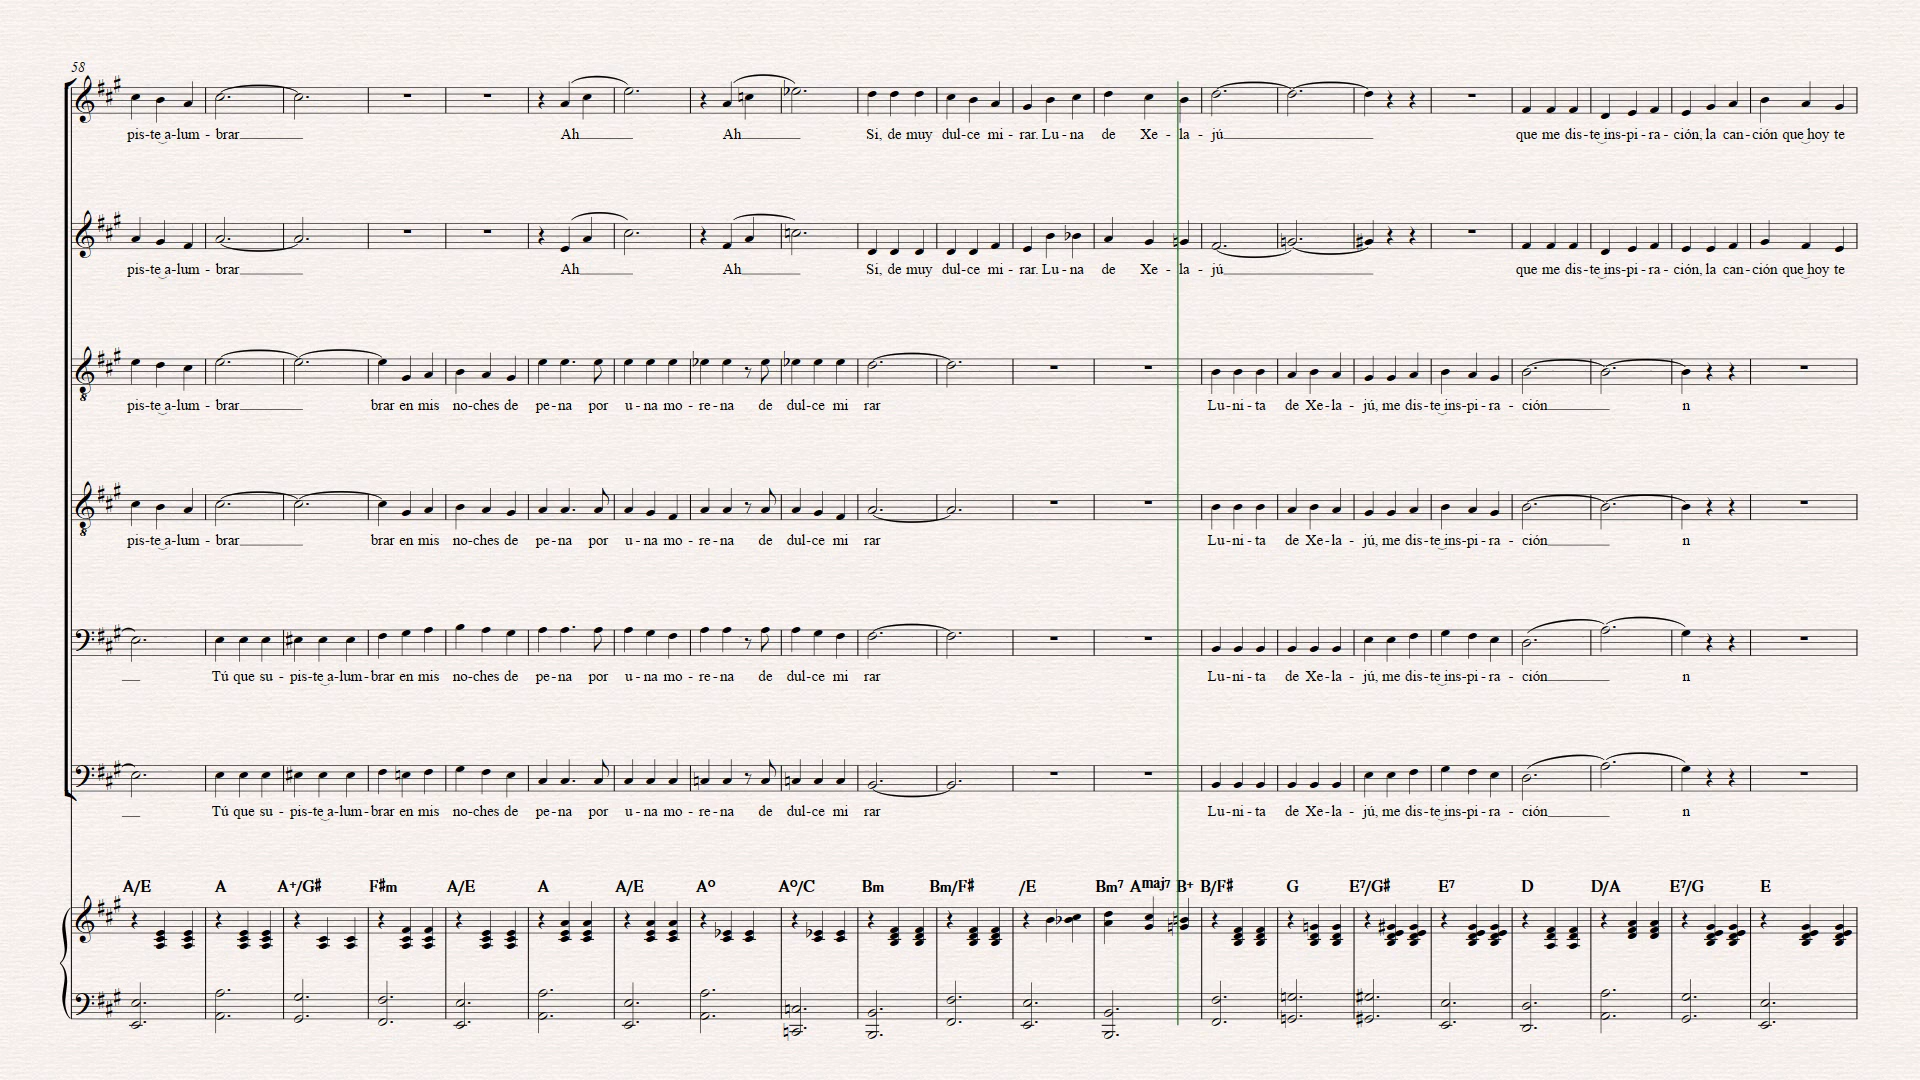 58
pis-te a-lum - brar Ah Ah Si, de muy dul-ce mi - rar. Lu-na de Xe - la - jú que me dis-te ins-pi - ra - ción, la can-ción que hoy te
pis-te a-lum - brar Ah Ah Si, de muy dul-ce mi - rar. Lu-na de Xe - la - jú que me dis-te ins-pi - ra - ción, la can-ción que hoy te
pis-te a-lum - brar brar en mis no-ches de pe-na por u-na mo - re-na de dul-ce mi rar Lu-ni-ta de Xe-la - jú, me dis-te ins-pi-ra - ción n
pis-te a-lum - brar brar en mis no-ches de pe-na por u-na mo - re-na de dul-ce mi rar Lu-ni-ta de Xe-la - jú, me dis-te ins-pi-ra - ción n
Tú que su - pis-te a-lum-brar en mis no-ches de pe-na por u-na mo - re-na de dul-ce mi rar Lu-ni-ta de Xe-la - jú, me dis-te ins-pi-ra - ción n
Tú que su - pis-te a-lum-brar en mis no-ches de pe-na por u-na mo - re-na de dul-ce mi rar Lu-ni-ta de Xe-la - jú, me dis-te ins-pi-ra - ción n
A/E A A+/G# F#m A/E A A/E A° A°/C Bm Bm/F# /E Bm7 Amaj7 B+ B/F# G E7/G# E7 D D/A E7/G E